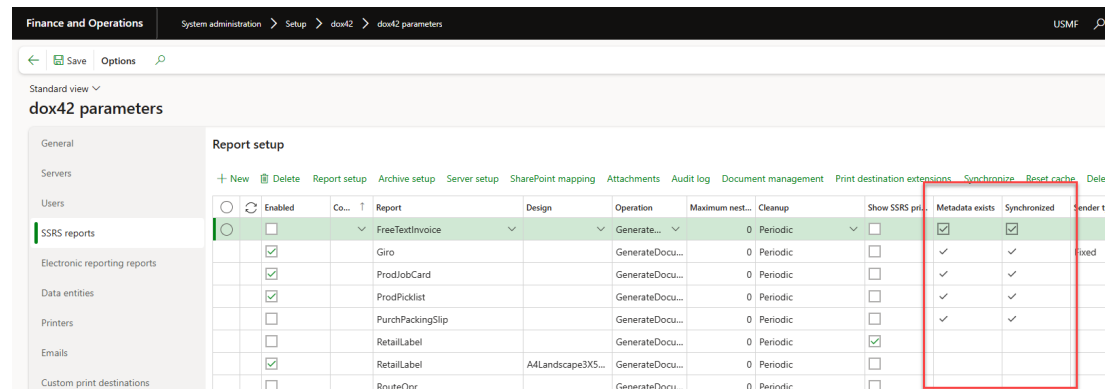 Finance and Operations System administration > Setup > dox42 > dox42 parameters USMF
Save Options
Standard view
dox42 parameters
General
Servers
Users
SSRS reports
Electronic reporting reports
Data entities
Printers
Emails
Custom print destinations
Report setup
+ New Delete Report setup Archive setup Server setup SharePoint mapping Attachments Audit log Document management Print destination extensions Synchronize Reset cache Dele
Enabled Co... ↑ Report Design Operation Maximum nest... Cleanup Show SSRS pri... Metadata exists Synchronized Sender t
FreeTextInvoice Generate... 0 Periodic
Giro GenerateDocu... 0 Periodic Fixed
ProdJobCard GenerateDocu... 0 Periodic
ProdPicklist GenerateDocu... 0 Periodic
PurchPackingSlip GenerateDocu... 0 Periodic
RetailLabel GenerateDocu... 0 Periodic
RetailLabel A4Landscape3X5... GenerateDocu... 0 Periodic
RouteOpr GenerateDocu... 0 Periodic